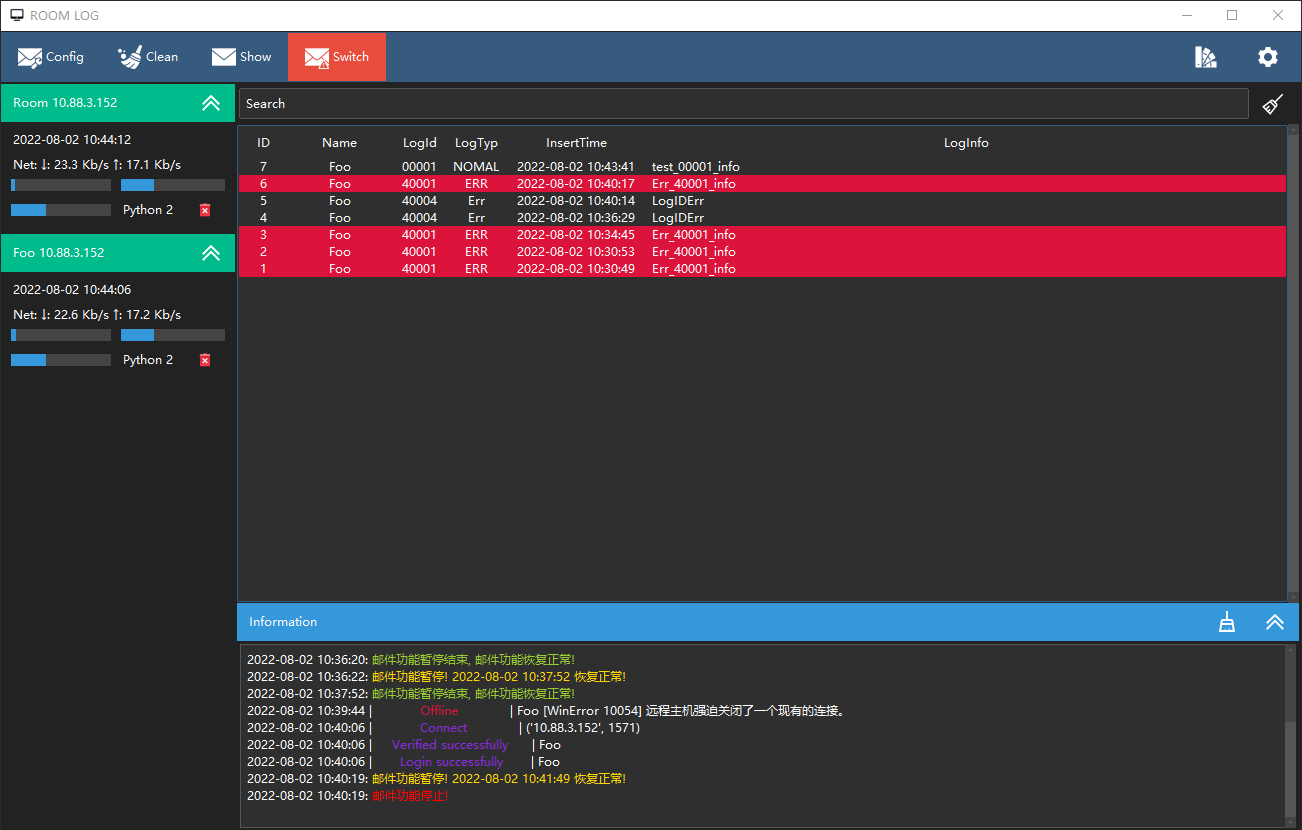 ROOM LOG
Config Clean Show Switch
Room 10.88.3.152
2022-08-02 10:44:12
Net: ↓: 23.3 Kb/s ↑: 17.1 Kb/s
Python 2
Foo 10.88.3.152
2022-08-02 10:44:06
Net: ↓: 22.6 Kb/s ↑: 17.2 Kb/s
Python 2
Search
ID Name LogId LogTyp InsertTime LogInfo
7 Foo 00001 NOMAL 2022-08-02 10:43:41 test_00001_info
6 Foo 40001 ERR 2022-08-02 10:40:17 Err_40001_info
5 Foo 40004 Err 2022-08-02 10:40:14 LogIDErr
4 Foo 40004 Err 2022-08-02 10:36:29 LogIDErr
3 Foo 40001 ERR 2022-08-02 10:34:45 Err_40001_info
2 Foo 40001 ERR 2022-08-02 10:30:53 Err_40001_info
1 Foo 40001 ERR 2022-08-02 10:30:49 Err_40001_info
Information
2022-08-02 10:36:20: 邮件功能暂停结束, 邮件功能恢复正常!
2022-08-02 10:36:22: 邮件功能暂停! 2022-08-02 10:37:52 恢复正常!
2022-08-02 10:37:52: 邮件功能暂停结束, 邮件功能恢复正常!
2022-08-02 10:39:44 | Offline | Foo [WinError 10054] 远程主机强迫关闭了一个现有的连接。
2022-08-02 10:40:06 | Connect | ('10.88.3.152', 1571)
2022-08-02 10:40:06 | Verified successfully | Foo
2022-08-02 10:40:06 | Login successfully | Foo
2022-08-02 10:40:19: 邮件功能暂停! 2022-08-02 10:41:49 恢复正常!
2022-08-02 10:40:19: 邮件功能停止!